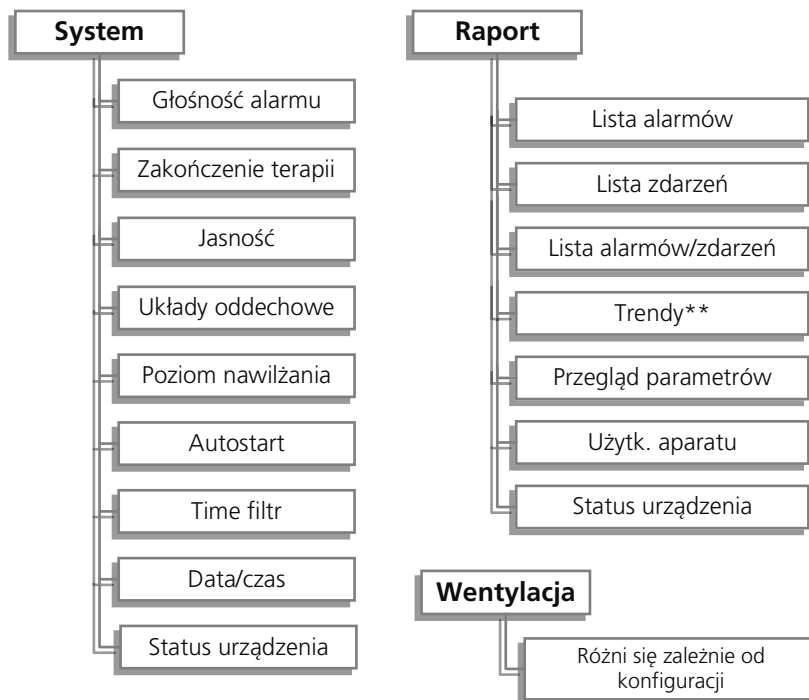 System
Głośność alarmu
Zakończenie terapii
Jasność
Układy oddechowe
Poziom nawilżania
Autostart
Time filtr
Data/czas
Status urządzenia
Raport
Lista alarmów
Lista zdarzeń
Lista alarmów/zdarzeń
Trendy**
Przegląd parametrów
Użytk. aparatu
Status urządzenia
Wentylacja
Różni się zależnie od
konfiguracji